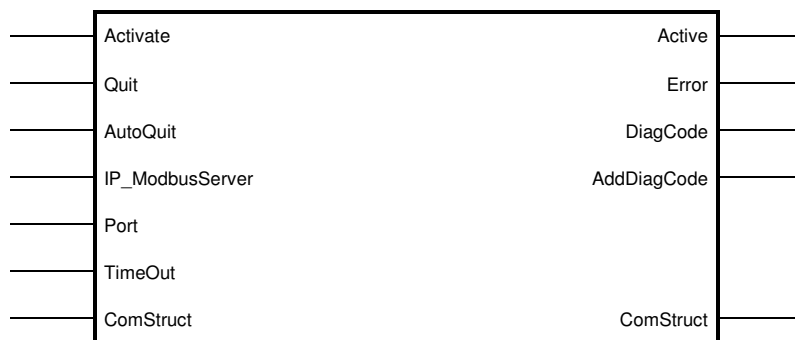 Activate Active
Quit Error
AutoQuit DiagCode
IP_ModbusServer AddDiagCode
Port
TimeOut
ComStruct ComStruct